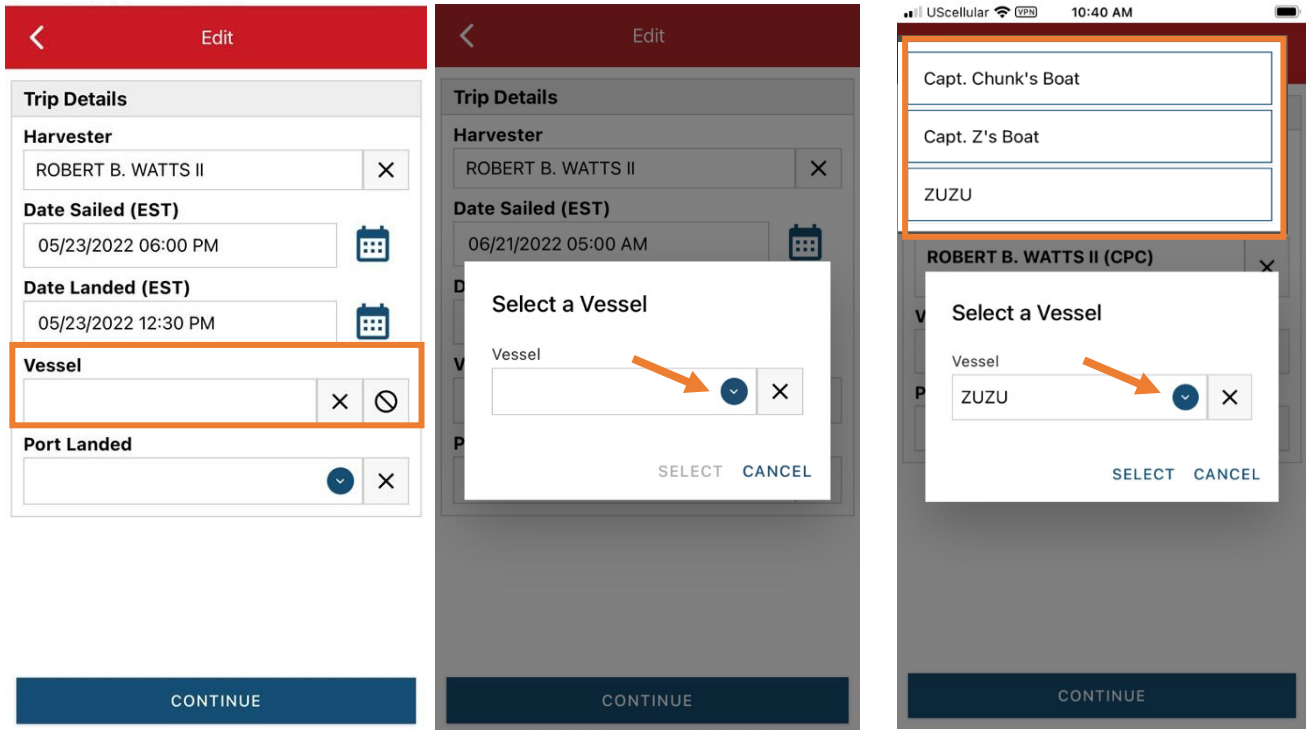 Edit
Trip Details
Harvester
ROBERT B. WATTS II
Date Sailed (EST)
05/23/2022 06:00 PM
Date Landed (EST)
05/23/2022 12:30 PM
Vessel
Port Landed
CONTINUE
Edit
Trip Details
Harvester
ROBERT B. WATTS II
Date Sailed (EST)
06/21/2022 05:00 AM
D
Select a Vessel
V
Vessel
P
SELECT CANCEL
CONTINUE
UScellular VPN 10:40 AM
Capt. Chunk's Boat
Capt. Z's Boat
ZUZU
ROBERT B. WATTS II (CPC)
V
Select a Vessel
Vessel
P
ZUZU
SELECT CANCEL
CONTINUE